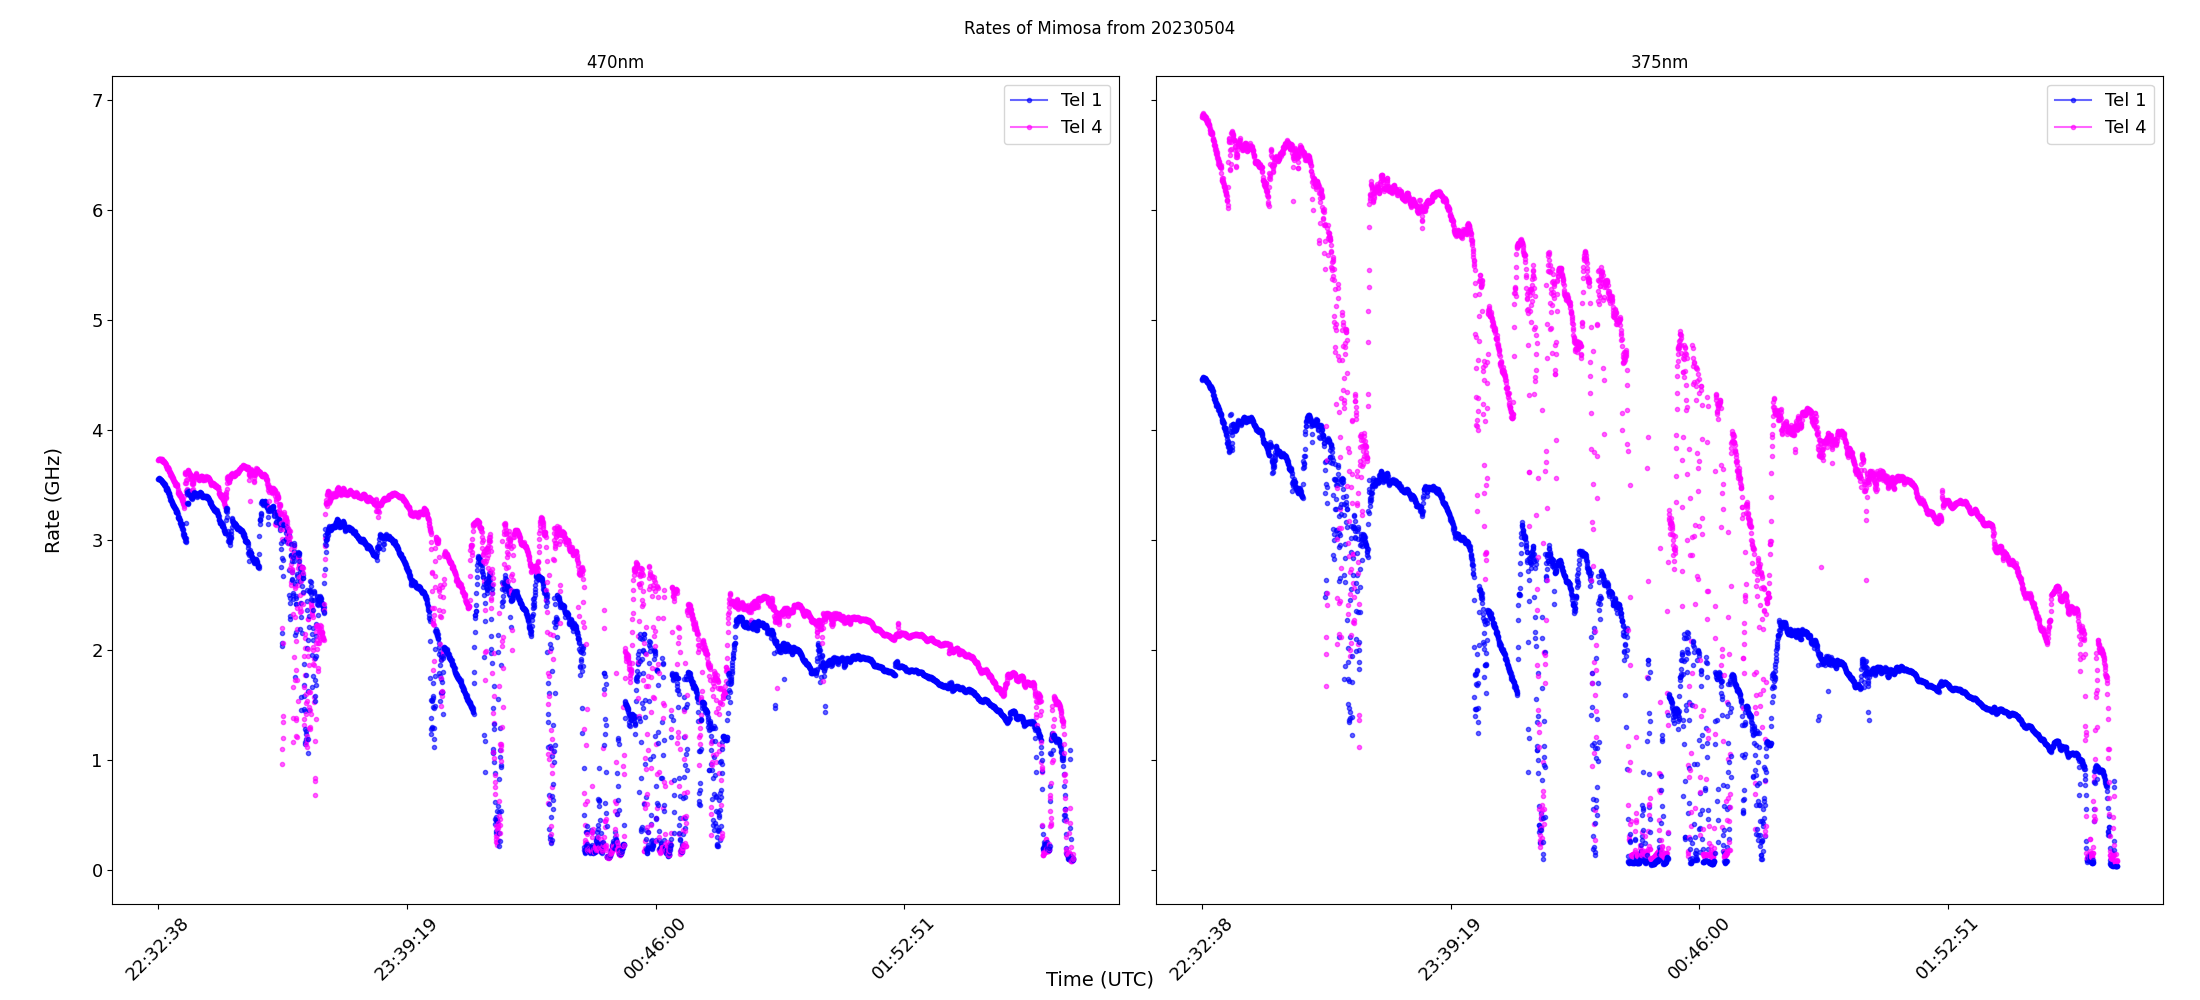 Rates of Mimosa from 20230504
470nm
375nm
Rate (GHz)
7
6
5
4
3
2
1
0
Tel 1
Tel 4
Tel 1
Tel 4
22:32:38
23:39:19
00:46:00
01:52:51
22:32:38
23:39:19
00:46:00
01:52:51
Time (UTC)